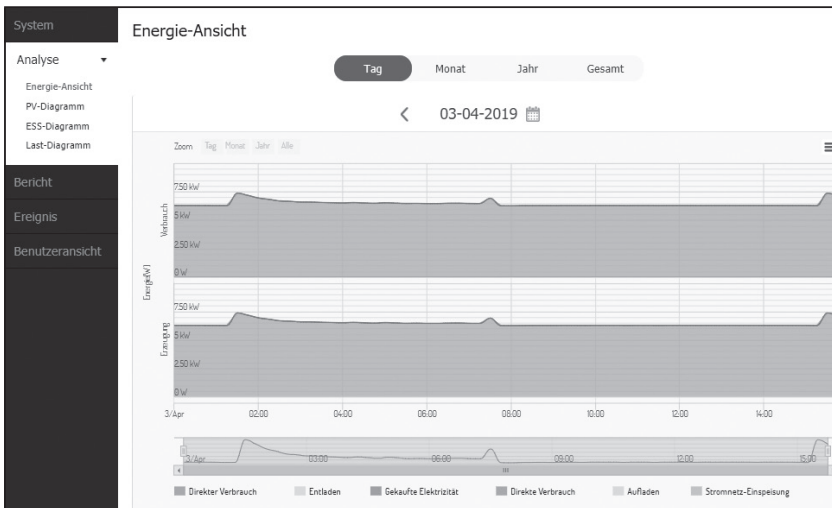 System
Analyse
Energie-Ansicht
PV-Diagramm
ESS-Diagramm
Last-Diagramm
Bericht
Ereignis
Benutzeransicht
Energie-Ansicht
Tag Monat Jahr Gesamt
03-04-2019
Zoom Tag Monat Jahr Alle
Energie(W)
Verbrauch
7.50 kW
5 kW
2.50 kW
0 W
Erzeugung
7.50 kW
5 kW
2.50 kW
0 W
3/Apr 02:00 04:00 06:00 08:00 10:00 12:00 14:00
3/Apr 03:00 06:00 09:00 12:00 15:00
Direkter Verbrauch Entladen Gekaufte Elektrizität Direkte Verbrauch Aufladen Stromnetz-Einspeisung